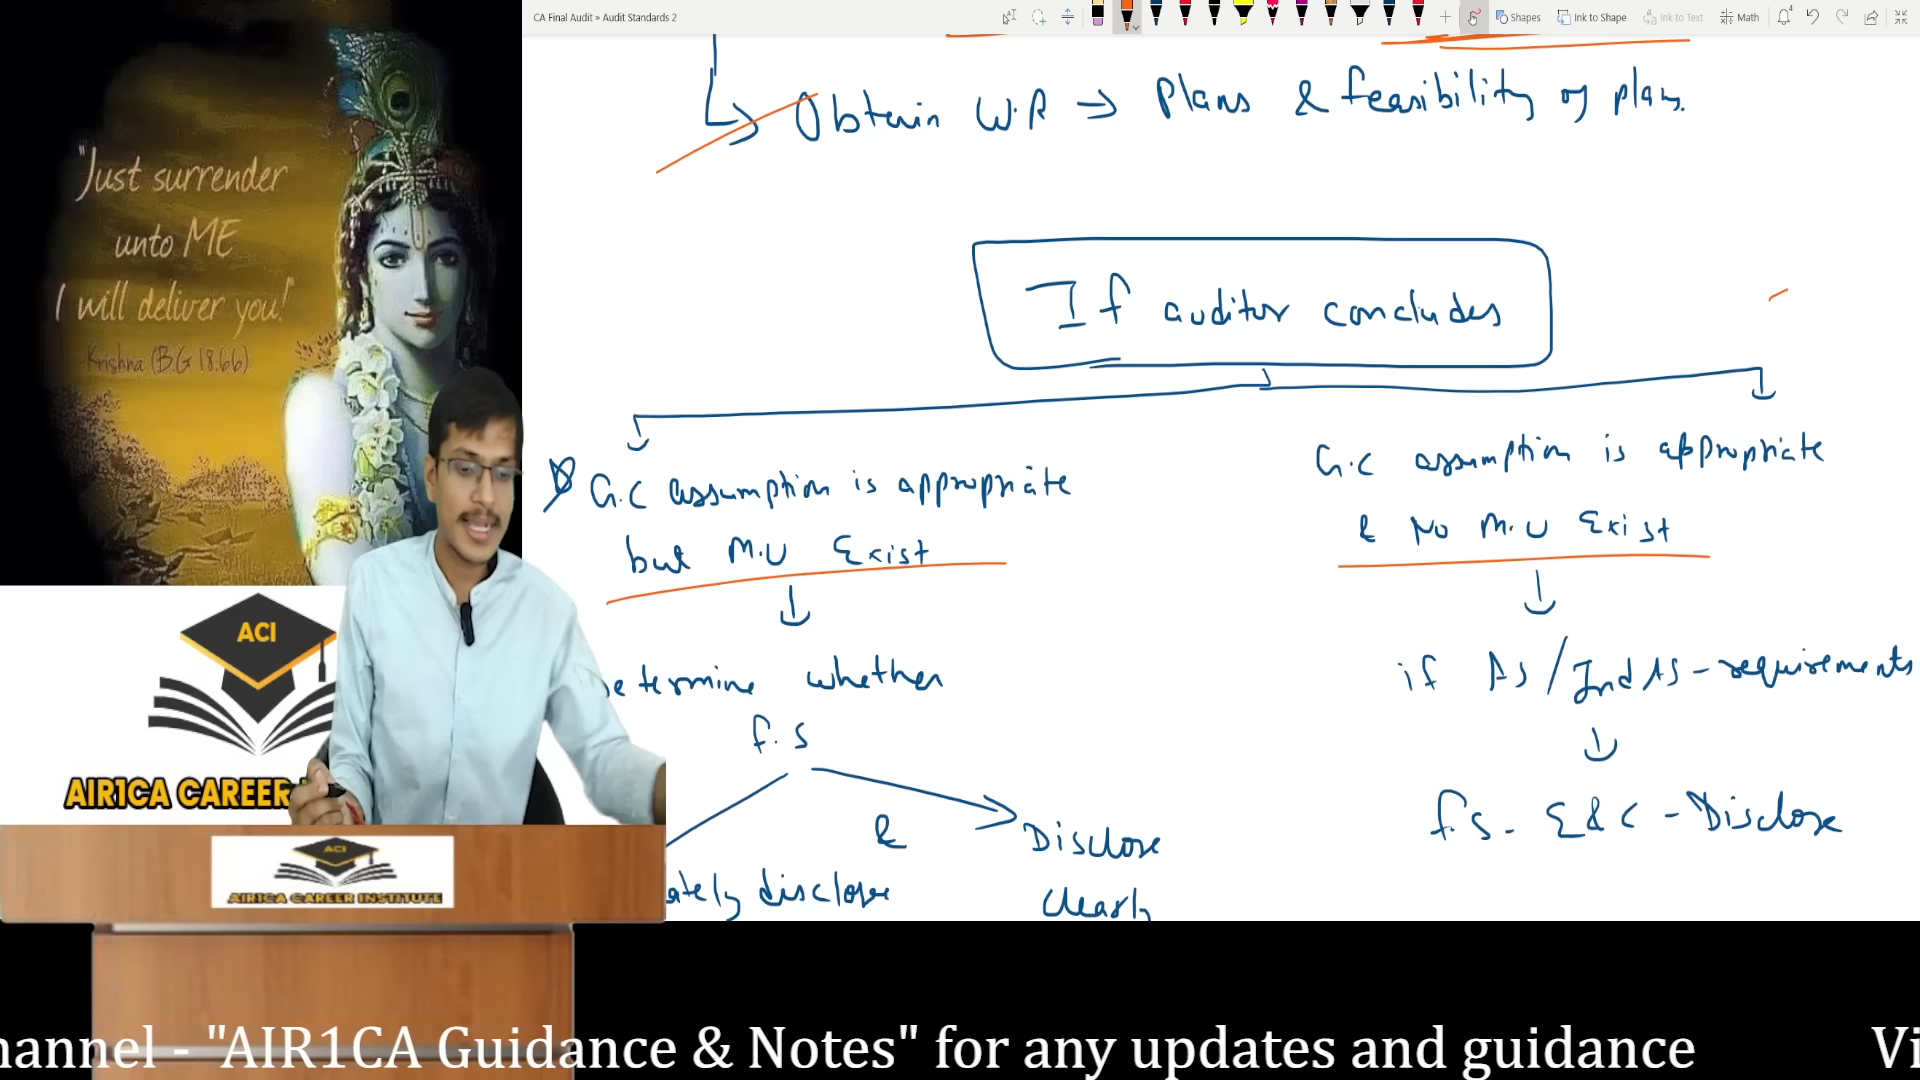 CA Final Audit » Audit Standards 2
Shapes
Ink to Shape
Ink to Text
Math
Obtain W.R → Plans & feasibility of plans.
"Just surrender
unto ME
I will deliver you!"
Krishna (B.G 18:66)
If auditor concludes
G.C assumption is appropriate
but M.U Exist
G.C assumption is appropriate
& No M.U Exist
etermine whether
f.s
&
ately disclose
Disclose
Clearly
if AS/Ind AS-requirements
f.s - E&C - Disclose
ACI
AIR1CA CAREER
ACI
AIR1CA CAREER INSTITUTE
hannel - "AIR1CA Guidance & Notes" for any updates and guidance
Vi